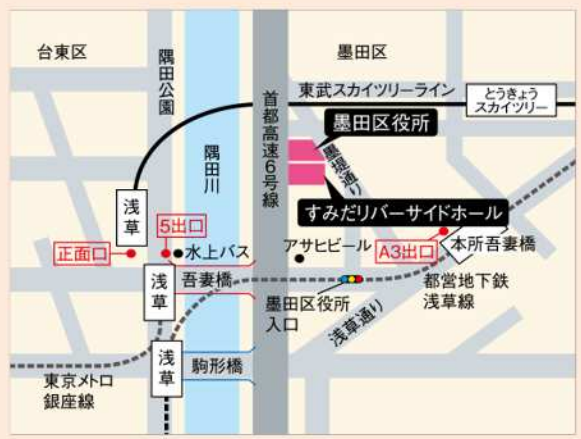 台東区
隅田公園
墨田区
東武スカイツリーライン
とうきょう
スカイツリー
首都高速6号線
墨田区役所
隅田川
墨堤通り
すみだリバーサイドホール
浅草
5出口
正面口
水上バス
アサヒビール
A3出口
本所吾妻橋
浅草
吾妻橋
墨田区役所
入口
都営地下鉄
浅草線
浅草通り
浅草
駒形橋
東京メトロ
銀座線